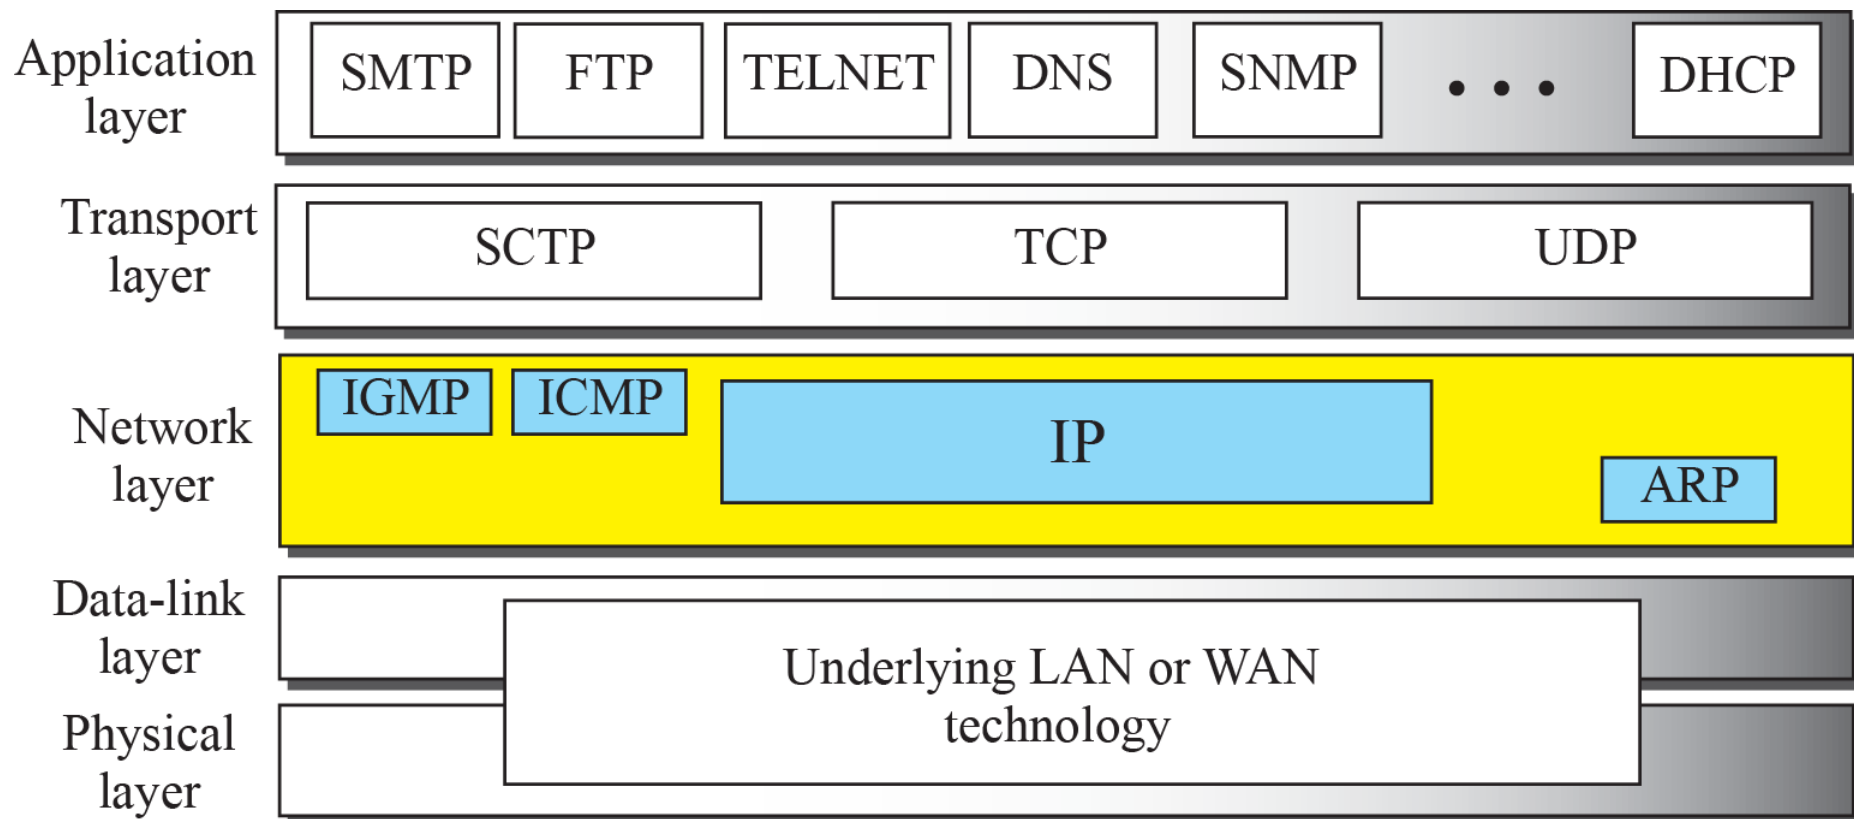 Application
layer
SMTP
FTP
TELNET
DNS
SNMP
• • •
DHCP
Transport
layer
SCTP
TCP
UDP
Network
layer
IGMP
ICMP
IP
ARP
Data-link
layer
Physical
layer
Underlying LAN or WAN
technology